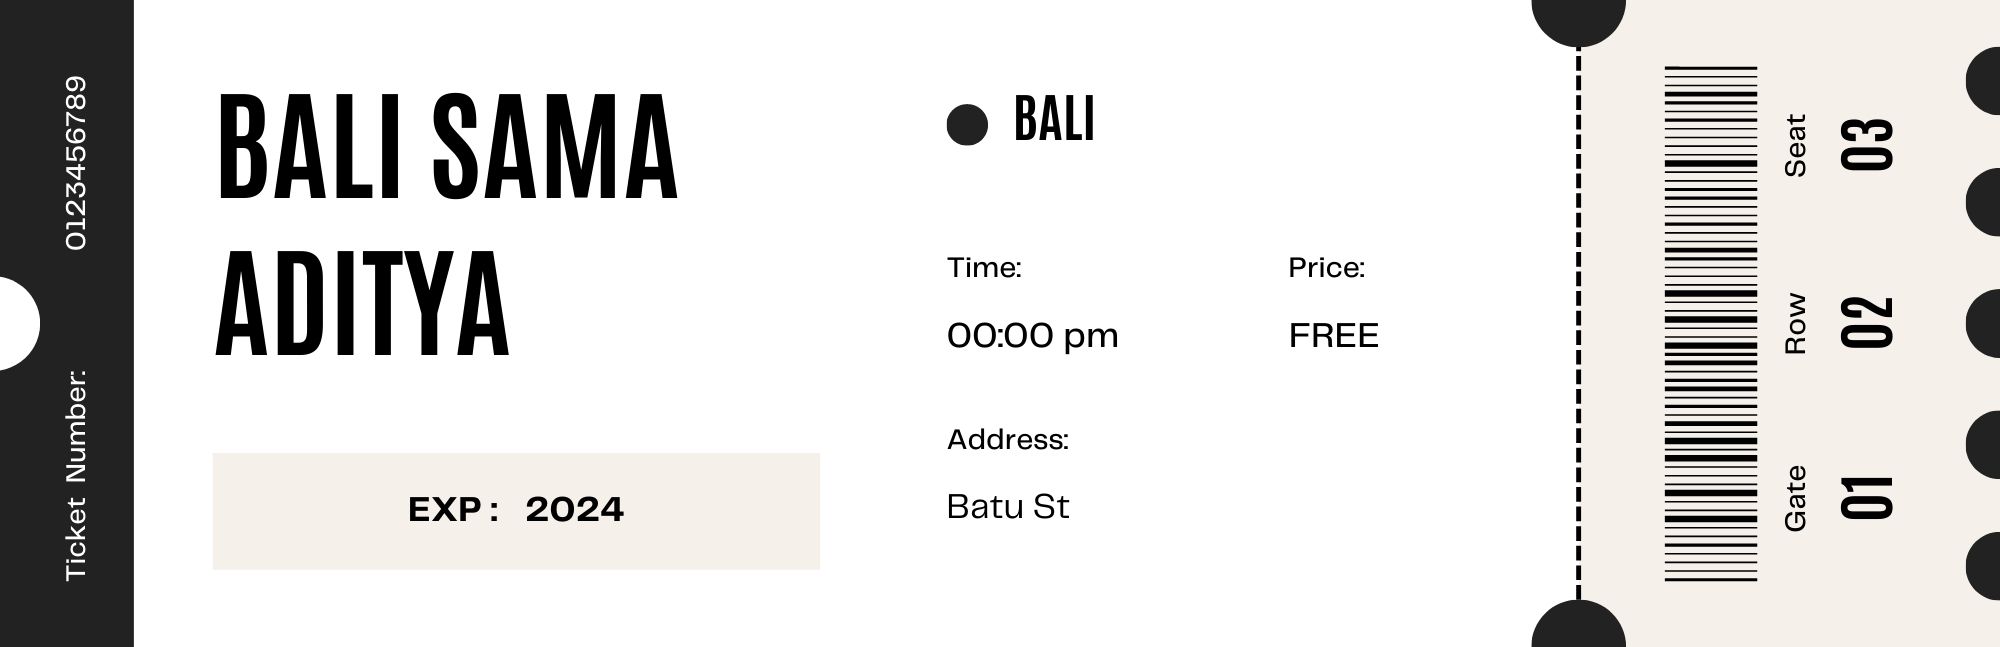 Ticket Number: 0123456789
BALI SAMA
ADITYA
EXP : 2024
BALI
Time:
00:00 pm
Price:
FREE
Address:
Batu St
Gate Row Seat
01 02 03